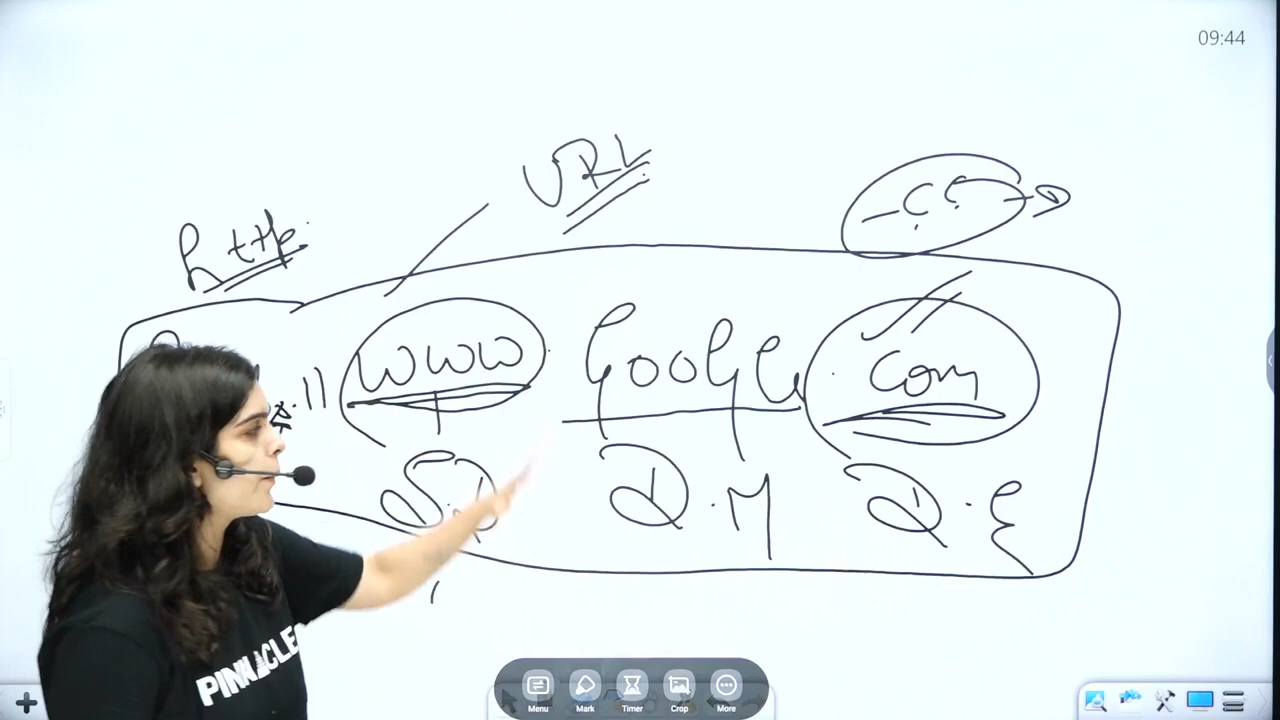 09:44
URL
http:
www. Google. Com
S.D D.M D.E
PINNACLE
Menu Mark Timer Crop More